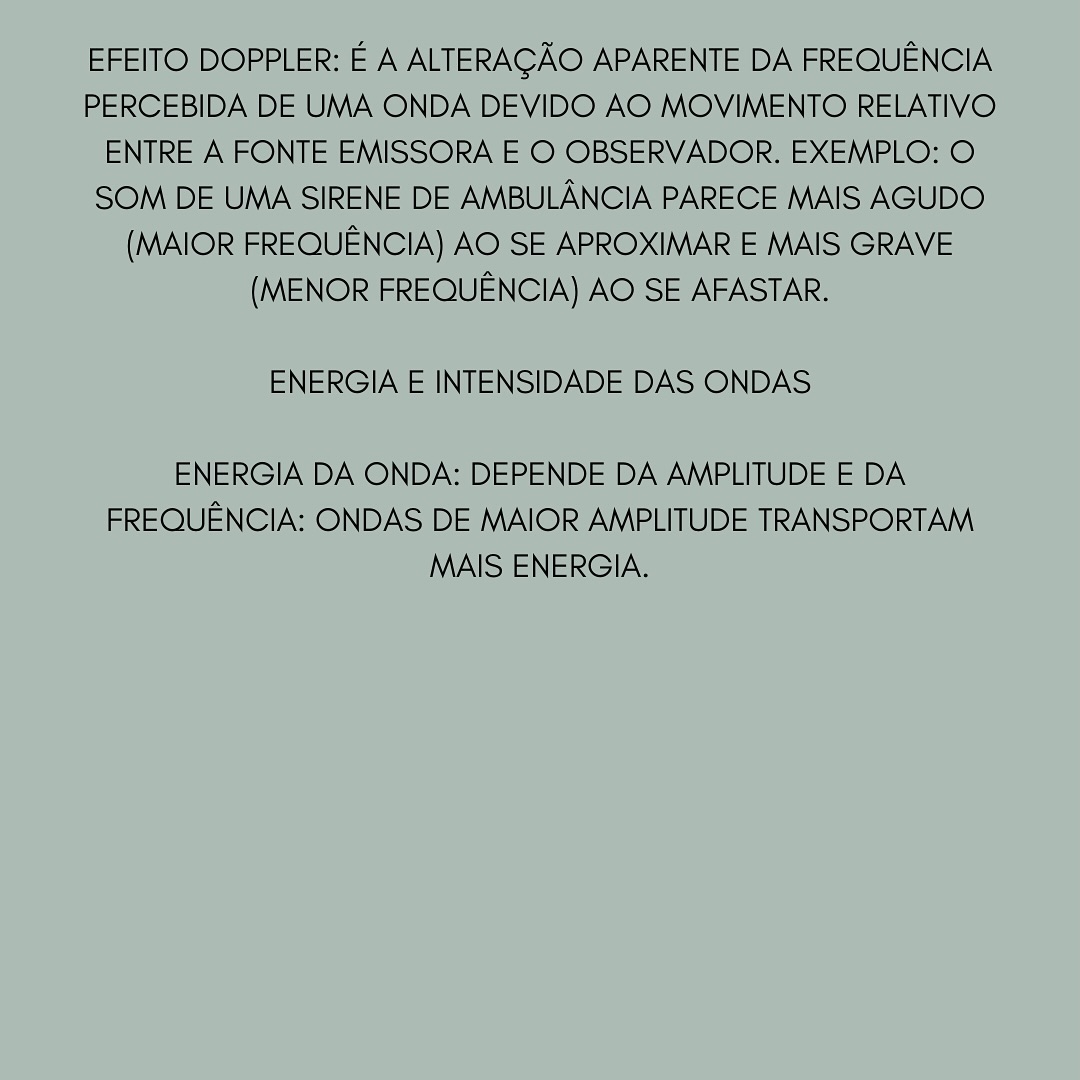 EFEITO DOPPLER: É A ALTERAÇÃO APARENTE DA FREQUÊNCIA
PERCEBIDA DE UMA ONDA DEVIDO AO MOVIMENTO RELATIVO
ENTRE A FONTE EMISSORA E O OBSERVADOR. EXEMPLO: O
SOM DE UMA SIRENE DE AMBULÂNCIA PARECE MAIS AGUDO
(MAIOR FREQUÊNCIA) AO SE APROXIMAR E MAIS GRAVE
(MENOR FREQUÊNCIA) AO SE AFASTAR.
ENERGIA E INTENSIDADE DAS ONDAS
ENERGIA DA ONDA: DEPENDE DA AMPLITUDE E DA
FREQUÊNCIA: ONDAS DE MAIOR AMPLITUDE TRANSPORTAM
MAIS ENERGIA.